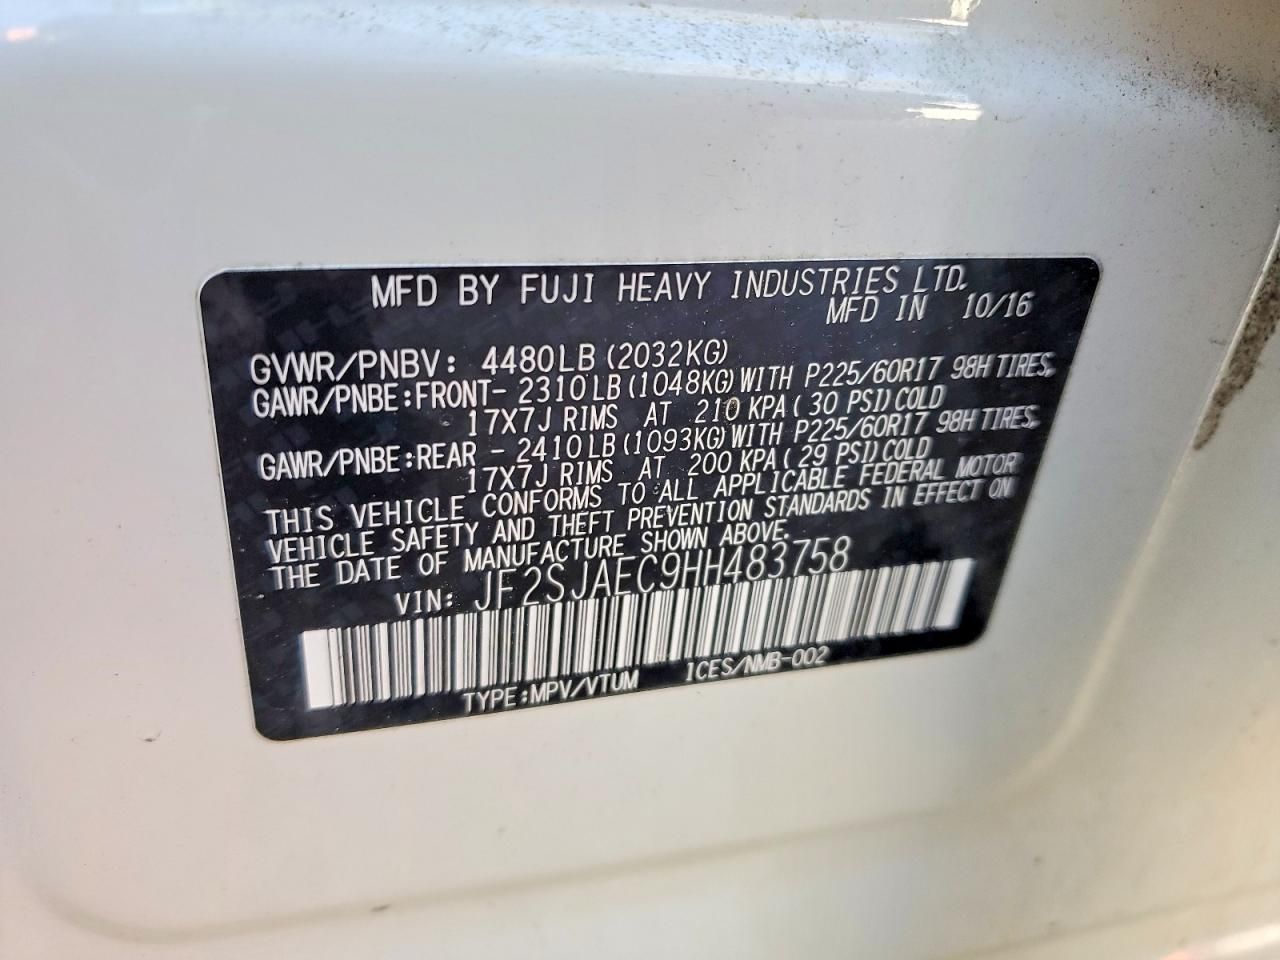 MFD BY FUJI HEAVY INDUSTRIES LTD.
MFD IN 10/16
GVWR/PNBV: 4480LB(2032KG)
GAWR/PNBE:FRONT- 2310LB(1048KG)WITH P225/60R17 98H TIRES,
17X7J RIMS AT 210 KPA( 30 PSI)COLD
GAWR/PNBE:REAR - 2410LB(1093KG)WITH P225/60R17 98H TIRES,
17X7J RIMS AT 200 KPA( 29 PSI)COLD
THIS VEHICLE CONFORMS TO ALL APPLICABLE FEDERAL MOTOR
VEHICLE SAFETY AND THEFT PREVENTION STANDARDS IN EFFECT ON
THE DATE OF MANUFACTURE SHOWN ABOVE.
VIN: JF2SJAEC9HH483758
TYPE:MPV/VTUM ICES/NMB-002